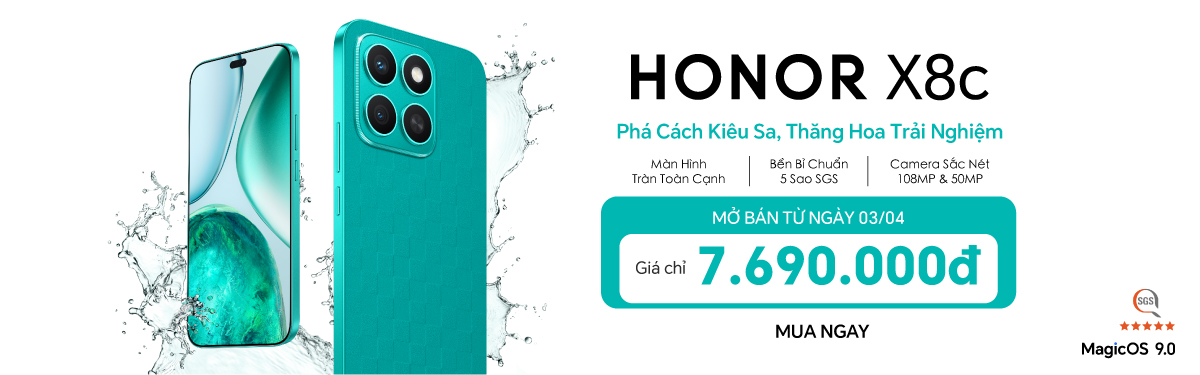 HONOR X8c
Phá Cách Kiêu Sa, Thăng Hoa Trải Nghiệm
Màn Hình
Tràn Toàn Cạnh
Bền Bỉ Chuẩn
5 Sao SGS
Camera Sắc Nét
108MP & 50MP
MỞ BÁN TỪ NGÀY 03/04
Giá chỉ 7.690.000đ
MUA NGAY
SGS
MagicOS 9.0